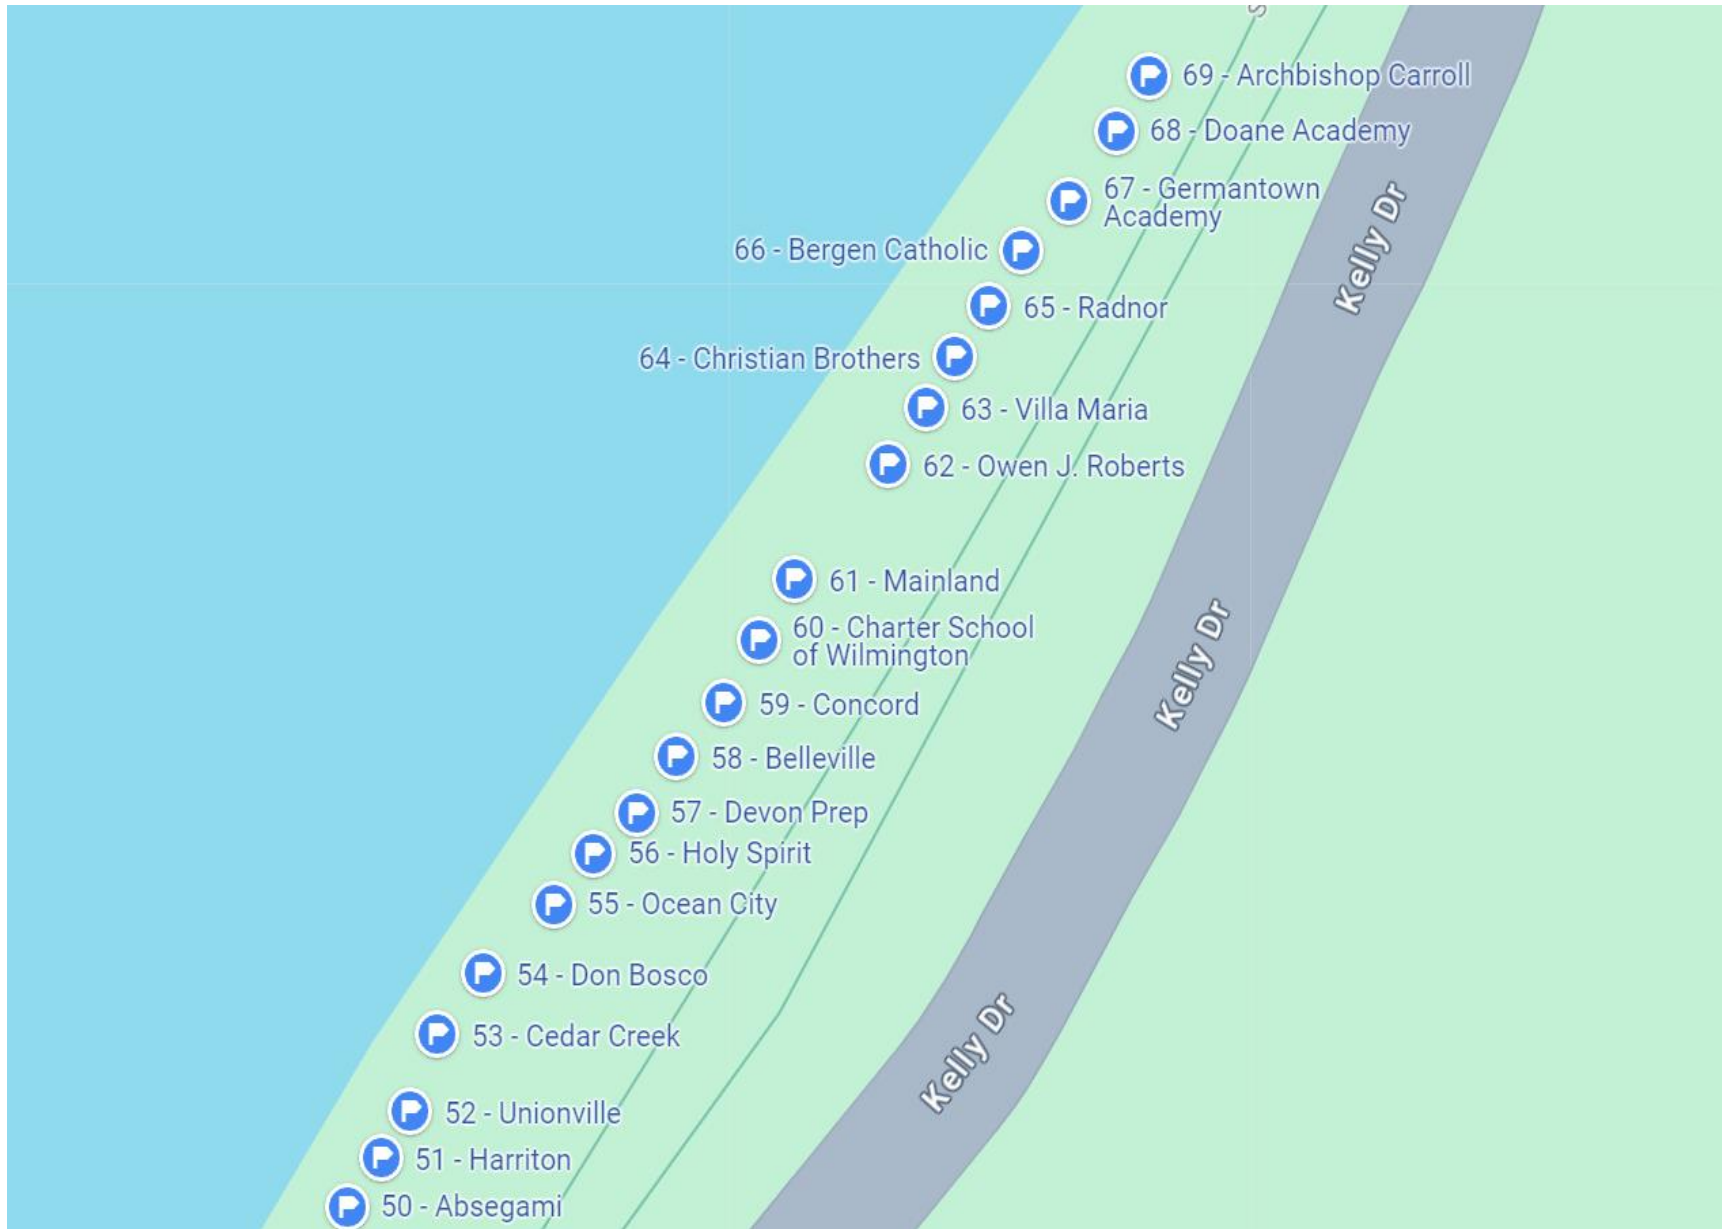 69 - Archbishop Carroll
68 - Doane Academy
67 - Germantown
Academy
Kelly Dr
66 - Bergen Catholic
65 - Radnor
64 - Christian Brothers
63 - Villa Maria
62 - Owen J. Roberts
61 - Mainland
60 - Charter School
of Wilmington
Kelly Dr
59 - Concord
58 - Belleville
57 - Devon Prep
56 - Holy Spirit
55 - Ocean City
54 - Don Bosco
53 - Cedar Creek
Kelly Dr
52 - Unionville
51 - Harriton
50 - Absegami